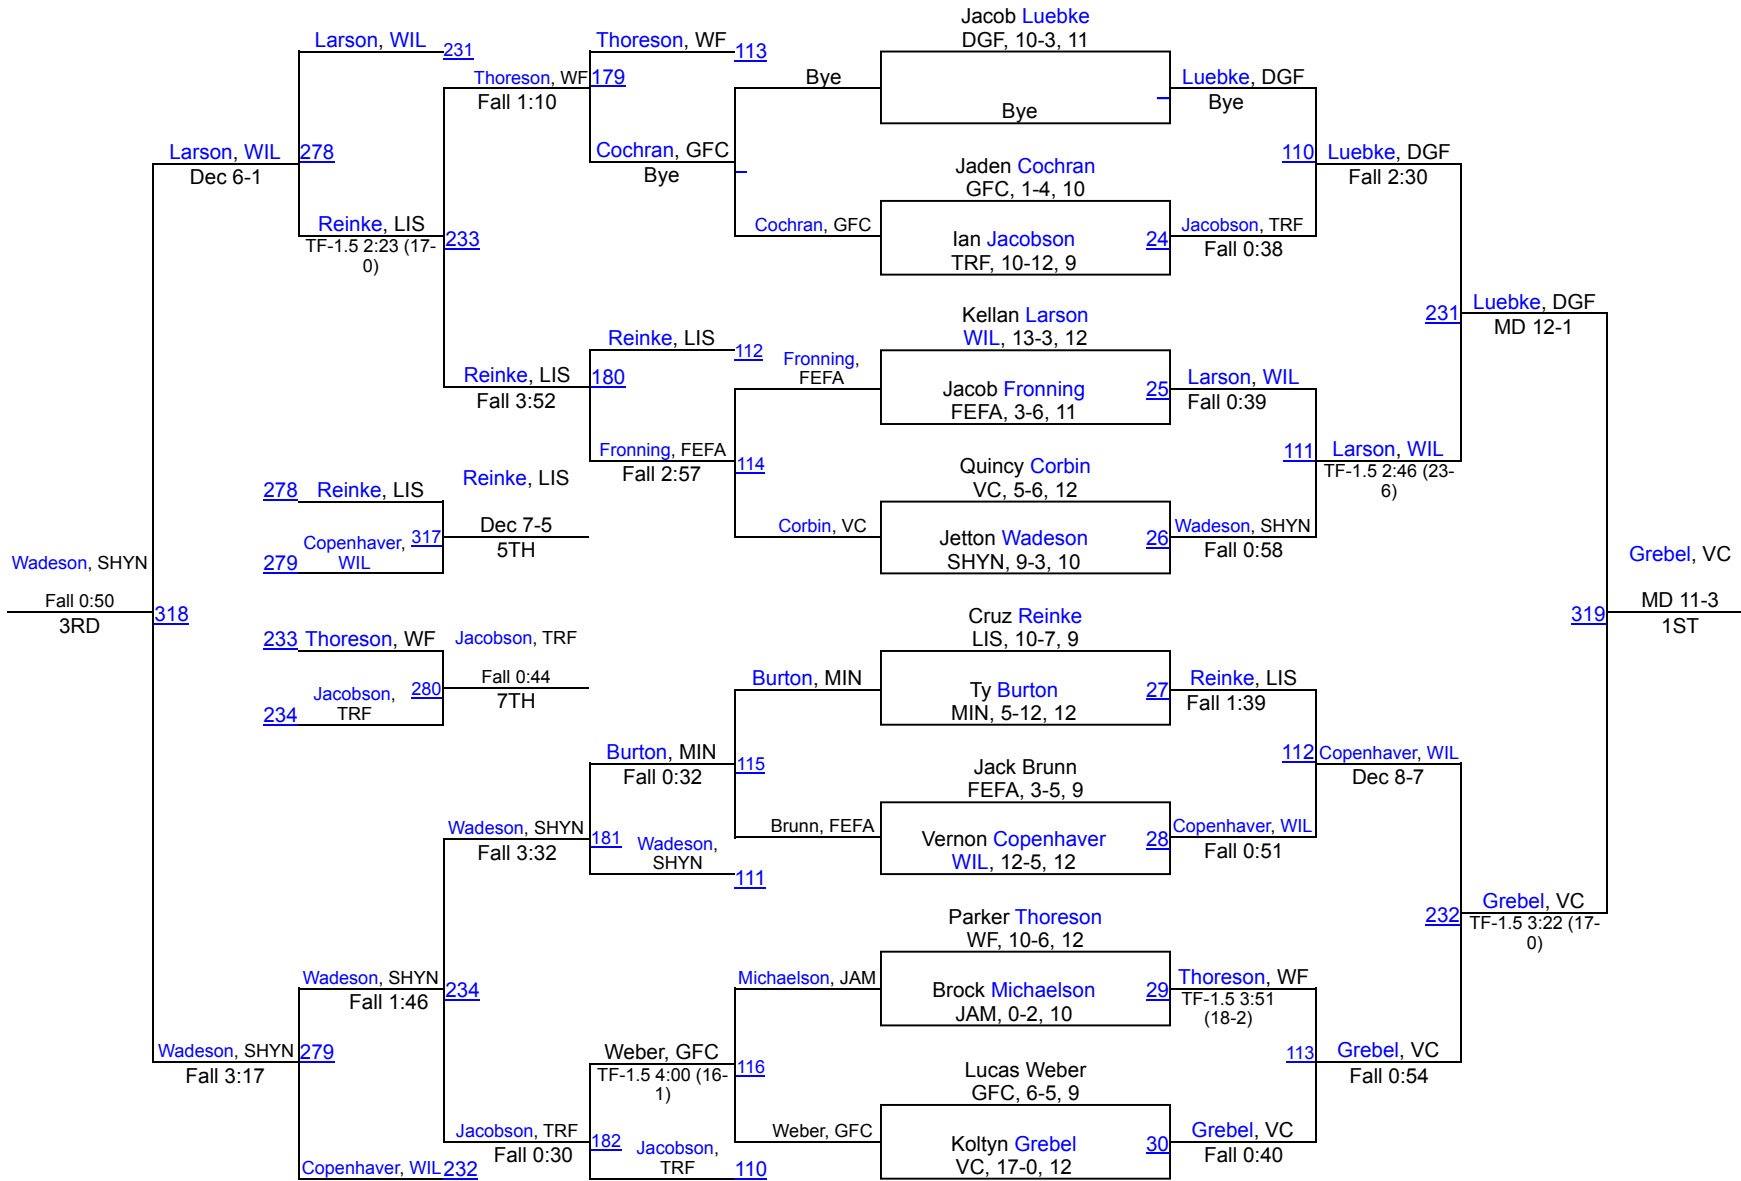 Jacob Luebke
DGF, 10-3, 11
Larson, WIL
231
Thoreson, WF
113
Thoreson, WF
179
Fall 1:10
Bye
Luebke, DGF
Bye
Bye
Cochran, GFC
Bye
Larson, WIL
278
Dec 6-1
110
Luebke, DGF
Fall 2:30
Jaden Cochran
GFC, 1-4, 10
Reinke, LIS
TF-1.5 2:23 (17-
0)
233
Cochran, GFC
Ian Jacobson
TRF, 10-12, 9
24
Jacobson, TRF
Fall 0:38
Kellan Larson
WIL, 13-3, 12
231
Luebke, DGF
MD 12-1
Reinke, LIS
112
Fronning,
FEFA
Reinke, LIS
180
Fall 3:52
Jacob Fronning
FEFA, 3-6, 11
25
Larson, WIL
Fall 0:39
Fronning, FEFA
Fall 2:57
114
111
Larson, WIL
TF-1.5 2:46 (23-
6)
Quincy Corbin
VC, 5-6, 12
278
Reinke, LIS
Reinke, LIS
Dec 7-5
5TH
Copenhaver,
WIL
317
279
Corbin, VC
Jetton Wadeson
SHYN, 9-3, 10
26
Wadeson, SHYN
Fall 0:58
Wadeson, SHYN
Fall 0:50
3RD
318
Grebel, VC
MD 11-3
1ST
319
Cruz Reinke
LIS, 10-7, 9
233
Thoreson, WF
Jacobson, TRF
Fall 0:44
7TH
Jacobson,
TRF
280
234
Burton, MIN
Ty Burton
MIN, 5-12, 12
27
Reinke, LIS
Fall 1:39
Burton, MIN
Fall 0:32
115
112
Copenhaver, WIL
Dec 8-7
Jack Brunn
FEFA, 3-5, 9
Wadeson, SHYN
Fall 3:32
181
Wadeson,
SHYN
111
Brunn, FEFA
Vernon Copenhaver
WIL, 12-5, 12
28
Copenhaver, WIL
Fall 0:51
Parker Thoreson
WF, 10-6, 12
232
Grebel, VC
TF-1.5 3:22 (17-
0)
Wadeson, SHYN
Fall 1:46
234
Michaelson, JAM
Brock Michaelson
JAM, 0-2, 10
29
Thoreson, WF
TF-1.5 3:51
(18-2)
Wadeson, SHYN
Fall 3:17
279
Weber, GFC
TF-1.5 4:00 (16-
1)
116
113
Grebel, VC
Fall 0:54
Lucas Weber
GFC, 6-5, 9
Jacobson, TRF
Fall 0:30
182
Jacobson,
TRF
110
Weber, GFC
Koltyn Grebel
VC, 17-0, 12
30
Grebel, VC
Fall 0:40
Copenhaver, WIL
232